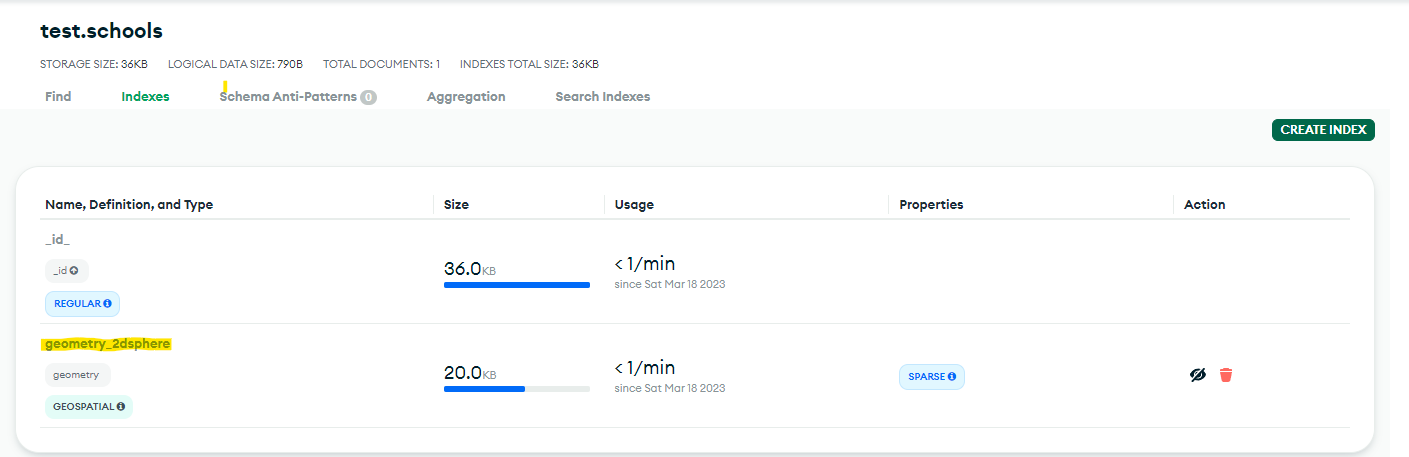 test.schools
STORAGE SIZE: 36KB LOGICAL DATA SIZE: 790B TOTAL DOCUMENTS: 1 INDEXES TOTAL SIZE: 36KB
Find Indexes Schema Anti-Patterns 0 Aggregation Search Indexes
CREATE INDEX
Name, Definition, and Type Size Usage Properties Action
_id_
_id
REGULAR
36.0KB
< 1/min
since Sat Mar 18 2023
geometry_2dsphere
geometry
GEOSPATIAL
20.0KB
< 1/min
since Sat Mar 18 2023
SPARSE